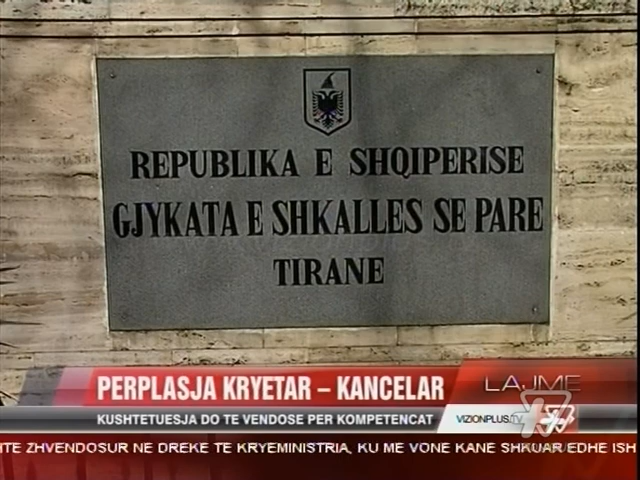 REPUBLIKA E SHQIPERISE
GJYKATA E SHKALLES SE PARE
TIRANE
PERPLASJA KRYETAR – KANCELAR
LAJME
KUSHTETUESJA DO TE VENDOSE PER KOMPETENCAT
VIZIONPLUS.TV
ITE ZHVENDOSUR NE DREKE TE KRYEMINISTRIA, KU ME VONE KANE SHKUAR EDHE ISH